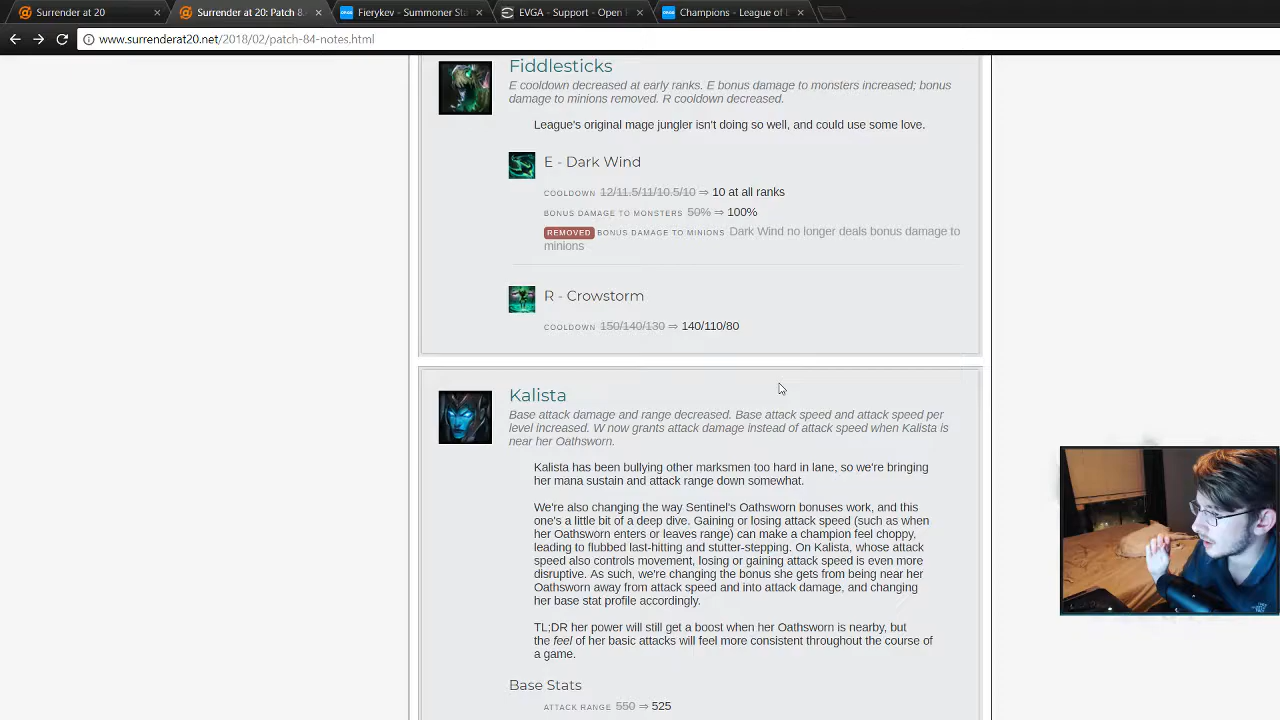 Surrender at 20
Surrender at 20: Patch 8.
Fierykev - Summoner Sta
EVGA - Support - Open
Champions - League of L
www.surrenderat20.net/2018/02/patch-84-notes.html
Fiddlesticks
E cooldown decreased at early ranks. E bonus damage to monsters increased; bonus
damage to minions removed. R cooldown decreased.
League's original mage jungler isn't doing so well, and could use some love.
E - Dark Wind
COOLDOWN 12/11.5/11/10.5/10 ⇒ 10 at all ranks
BONUS DAMAGE TO MONSTERS 50% ⇒ 100%
REMOVED BONUS DAMAGE TO MINIONS Dark Wind no longer deals bonus damage to
minions
R - Crowstorm
COOLDOWN 150/140/130 ⇒ 140/110/80
Kalista
Base attack damage and range decreased. Base attack speed and attack speed per
level increased. W now grants attack damage instead of attack speed when Kalista is
near her Oathsworn.
Kalista has been bullying other marksmen too hard in lane, so we're bringing
her mana sustain and attack range down somewhat.
We're also changing the way Sentinel's Oathsworn bonuses work, and this
one's a little bit of a deep dive. Gaining or losing attack speed (such as when
her Oathsworn enters or leaves range) can make a champion feel choppy,
leading to flubbed last-hitting and stutter-stepping. On Kalista, whose attack
speed also controls movement, losing or gaining attack speed is even more
disruptive. As such, we're changing the bonus she gets from being near her
Oathsworn away from attack speed and into attack damage, and changing
her base stat profile accordingly.
TL;DR her power will still get a boost when her Oathsworn is nearby, but
the feel of her basic attacks will feel more consistent throughout the course of
a game.
Base Stats
ATTACK RANGE 550 ⇒ 525